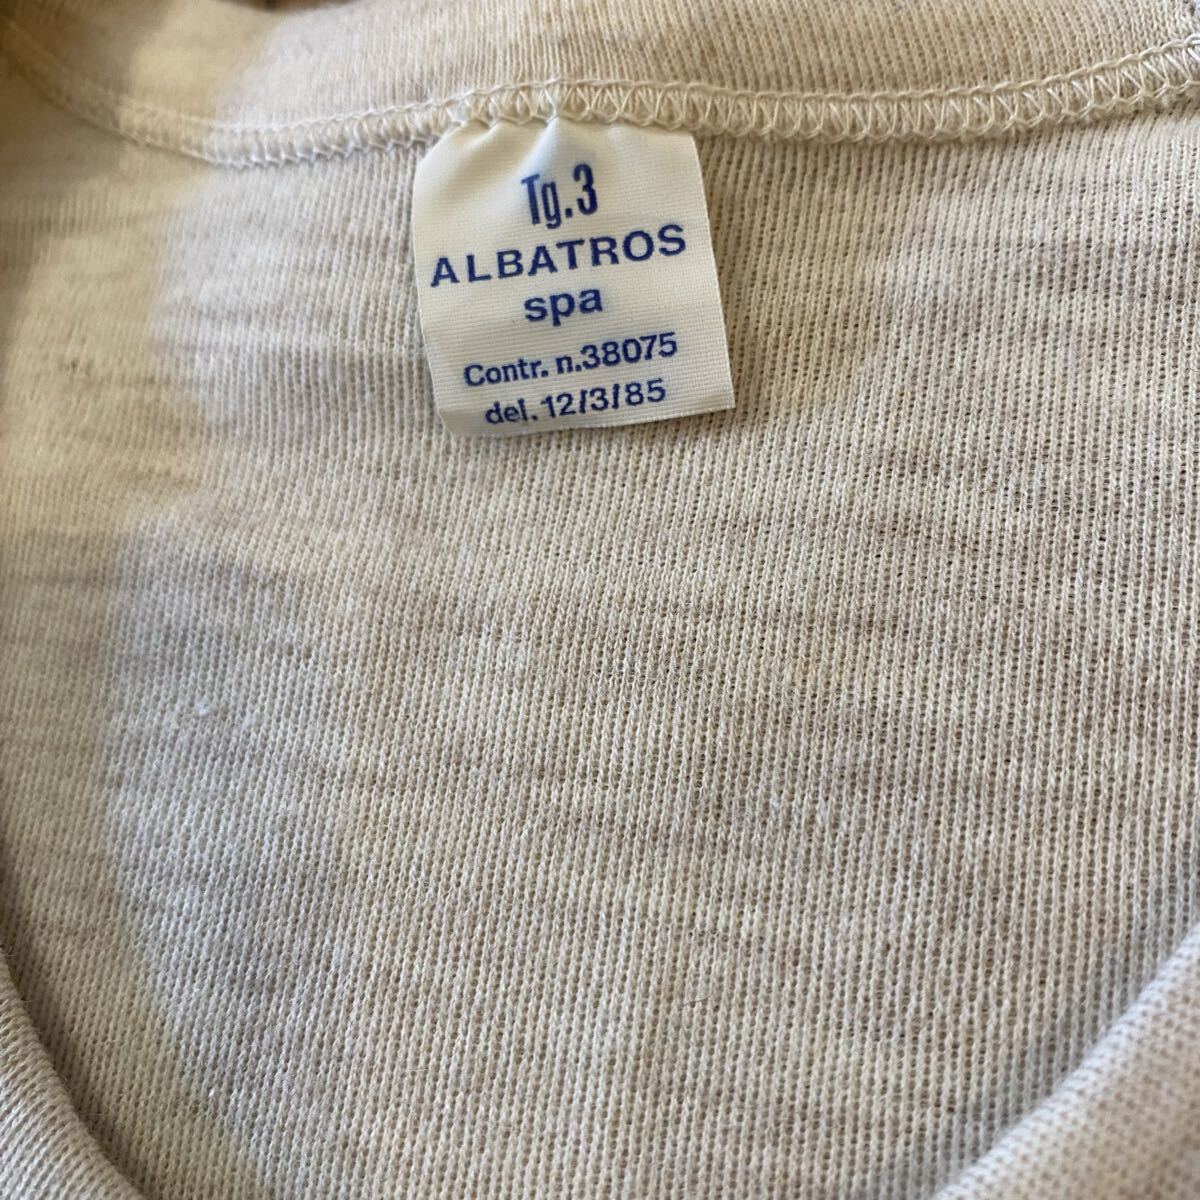 Tg.3
ALBATROS
spa
Contr. n.38075
del. 12/3/85